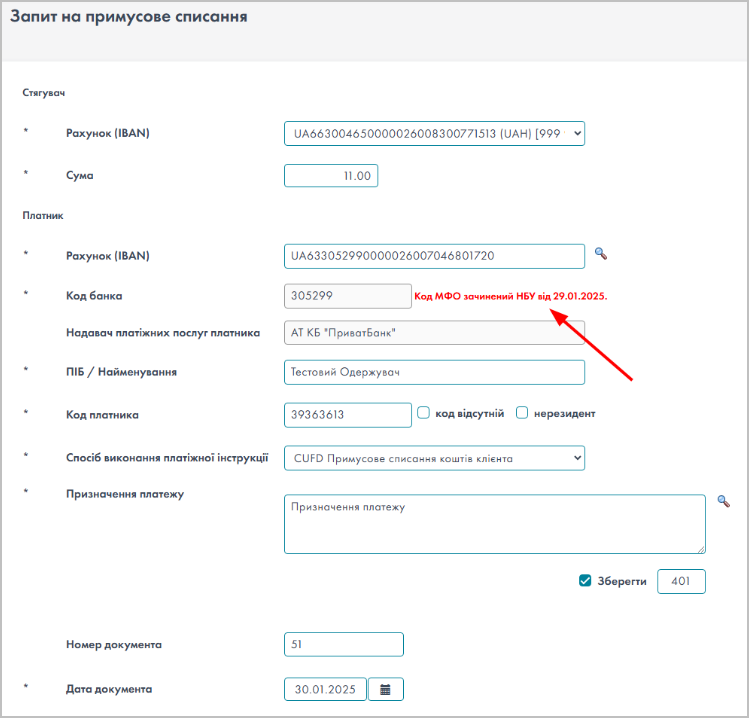 Запит на примусове списання
Стягувач
* Рахунок (IBAN) UA663004650000026008300771513 (UAH) [999
* Сума 11.00
Платник
* Рахунок (IBAN) UA633052990000026007046801720
* Код банка 305299 Код МФО зачинений НБУ від 29.01.2025.
Надавач платіжних послуг платника АТ КБ "ПриватБанк"
* ПІБ / Найменування Тестовий Одержувач
* Код платника 39363613 код відсутній нерезидент
* Спосіб виконання платіжної інструкції CUFD Примусове списання коштів клієнта
* Призначення платежу Призначення платежу
Зберегти 401
Номер документа 51
* Дата документа 30.01.2025